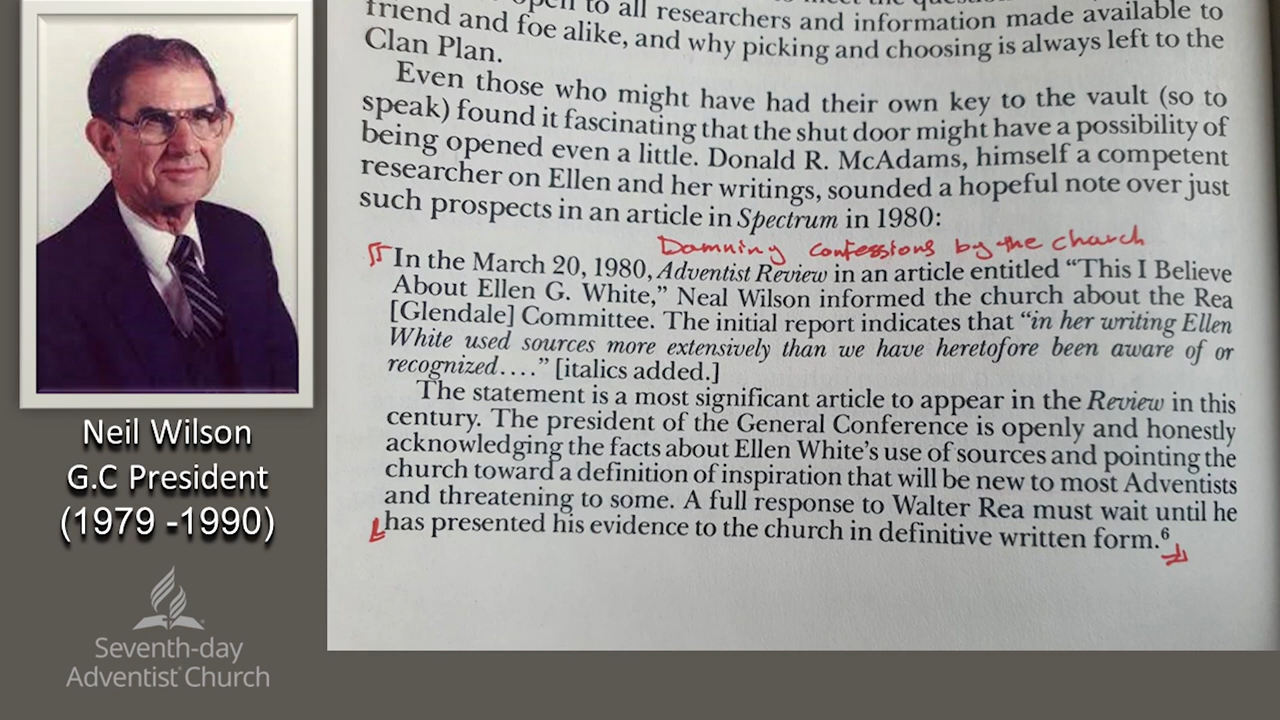 to all researchers and information made available to
friend and foe alike, and why picking and choosing is always left to the
Clan Plan.
Even those who might have had their own key to the vault (so to
speak) found it fascinating that the shut door might have a possibility of
being opened even a little. Donald R. McAdams, himself a competent
researcher on Ellen and her writings, sounded a hopeful note over just
such prospects in an article in Spectrum in 1980:
Damning confessions by the church
In the March 20, 1980, Adventist Review in an article entitled “This I Believe
About Ellen G. White,” Neal Wilson informed the church about the Rea
[Glendale] Committee. The initial report indicates that “in her writing Ellen
White used sources more extensively than we have heretofore been aware of or
recognized....” [italics added.]
The statement is a most significant article to appear in the Review in this
century. The president of the General Conference is openly and honestly
acknowledging the facts about Ellen White’s use of sources and pointing the
church toward a definition of inspiration that will be new to most Adventists
and threatening to some. A full response to Walter Rea must wait until he
has presented his evidence to the church in definitive written form.6
Neil Wilson
G.C President
(1979 -1990)
Seventh-day
Adventist Church